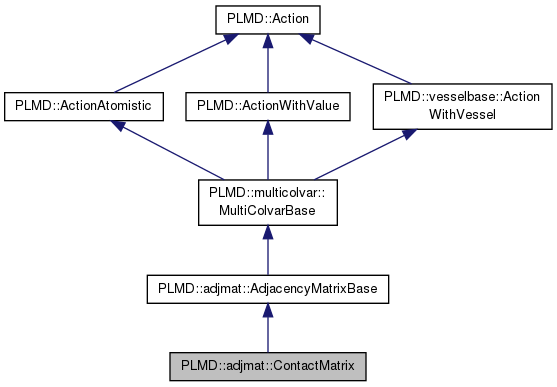 PLMD::Action
PLMD::ActionAtomistic
PLMD::ActionWithValue
PLMD::vesselbase::Action
WithVessel
PLMD::multicolvar::
MultiColvarBase
PLMD::adjmat::AdjacencyMatrixBase
PLMD::adjmat::ContactMatrix